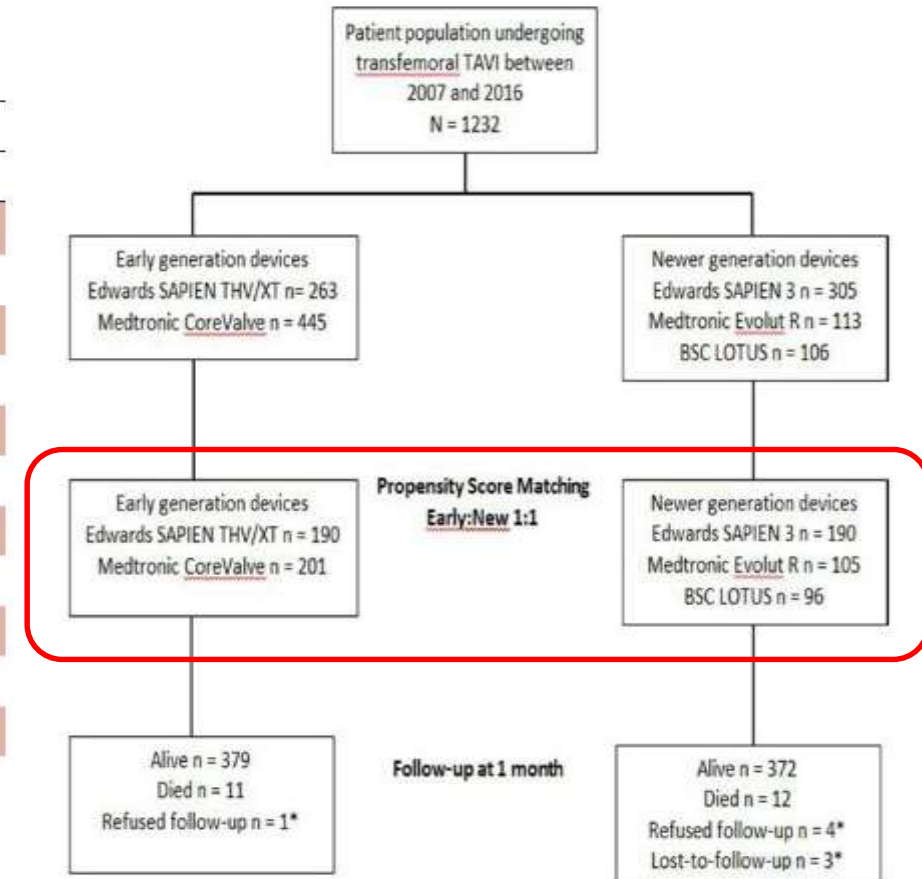 Patient population undergoing
transfemoral TAVI between
2007 and 2016
N = 1232
Early generation devices
Edwards SAPIEN THV/XT n= 263
Medtronic CoreValve n = 445
Newer generation devices
Edwards SAPIEN 3 n = 305
Medtronic Evolut R n = 113
BSC LOTUS n = 106
Early generation devices
Edwards SAPIEN THV/XT n = 190
Medtronic CoreValve n = 201
Propensity Score Matching
Early:New 1:1
Newer generation devices
Edwards SAPIEN 3 n = 190
Medtronic Evolut R n = 105
BSC LOTUS n = 96
Alive n = 379
Died n = 11
Refused follow-up n = 1*
Follow-up at 1 month
Alive n = 372
Died n = 12
Refused follow-up n = 4*
Lost-to-follow-up n = 3*